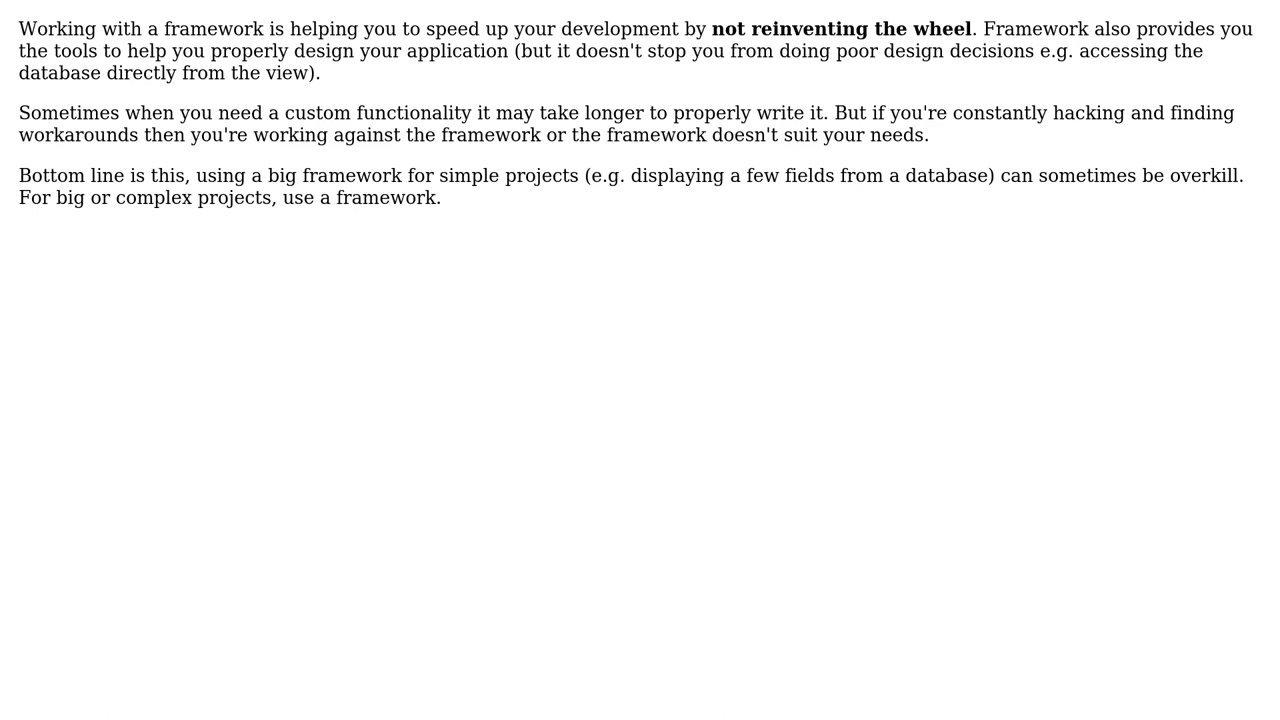 Working with a framework is helping you to speed up your development by not reinventing the wheel. Framework also provides you
the tools to help you properly design your application (but it doesn't stop you from doing poor design decisions e.g. accessing the
database directly from the view).
Sometimes when you need a custom functionality it may take longer to properly write it. But if you're constantly hacking and finding
workarounds then you're working against the framework or the framework doesn't suit your needs.
Bottom line is this, using a big framework for simple projects (e.g. displaying a few fields from a database) can sometimes be overkill.
For big or complex projects, use a framework.